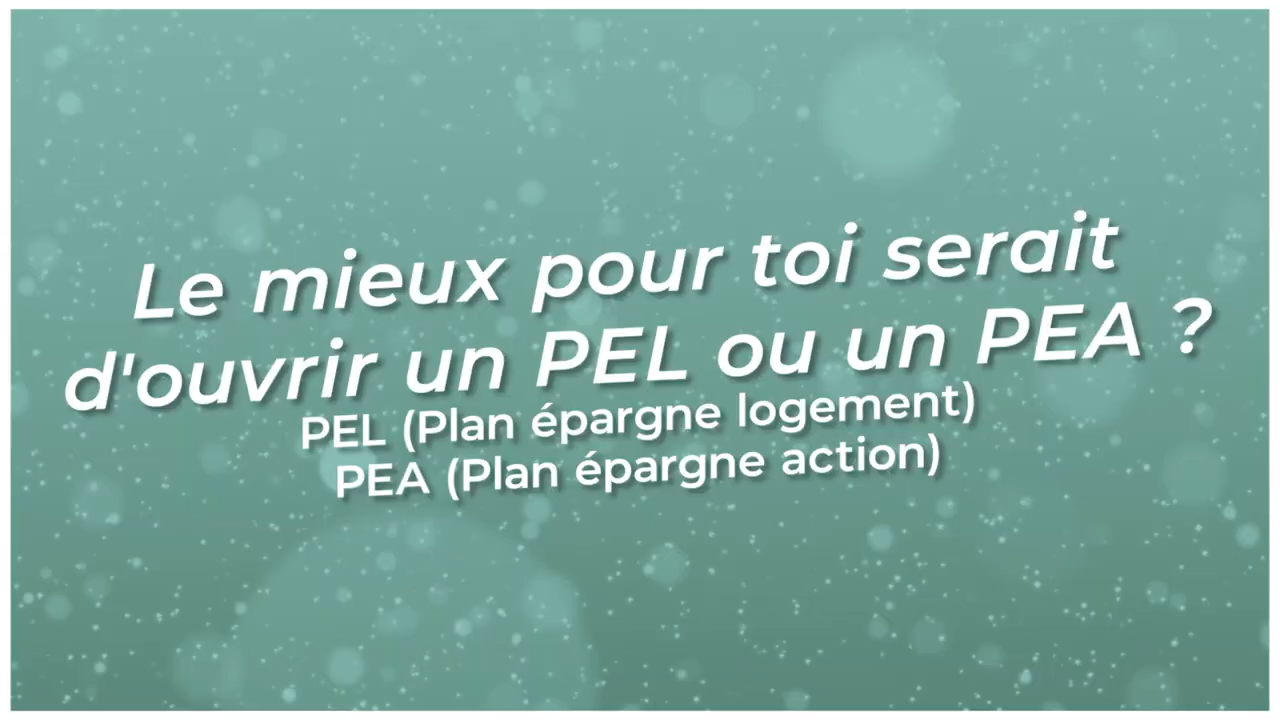 Le mieux pour toi serait
d'ouvrir un PEL ou un PEA ?
PEL (Plan épargne logement)
PEA (Plan épargne action)